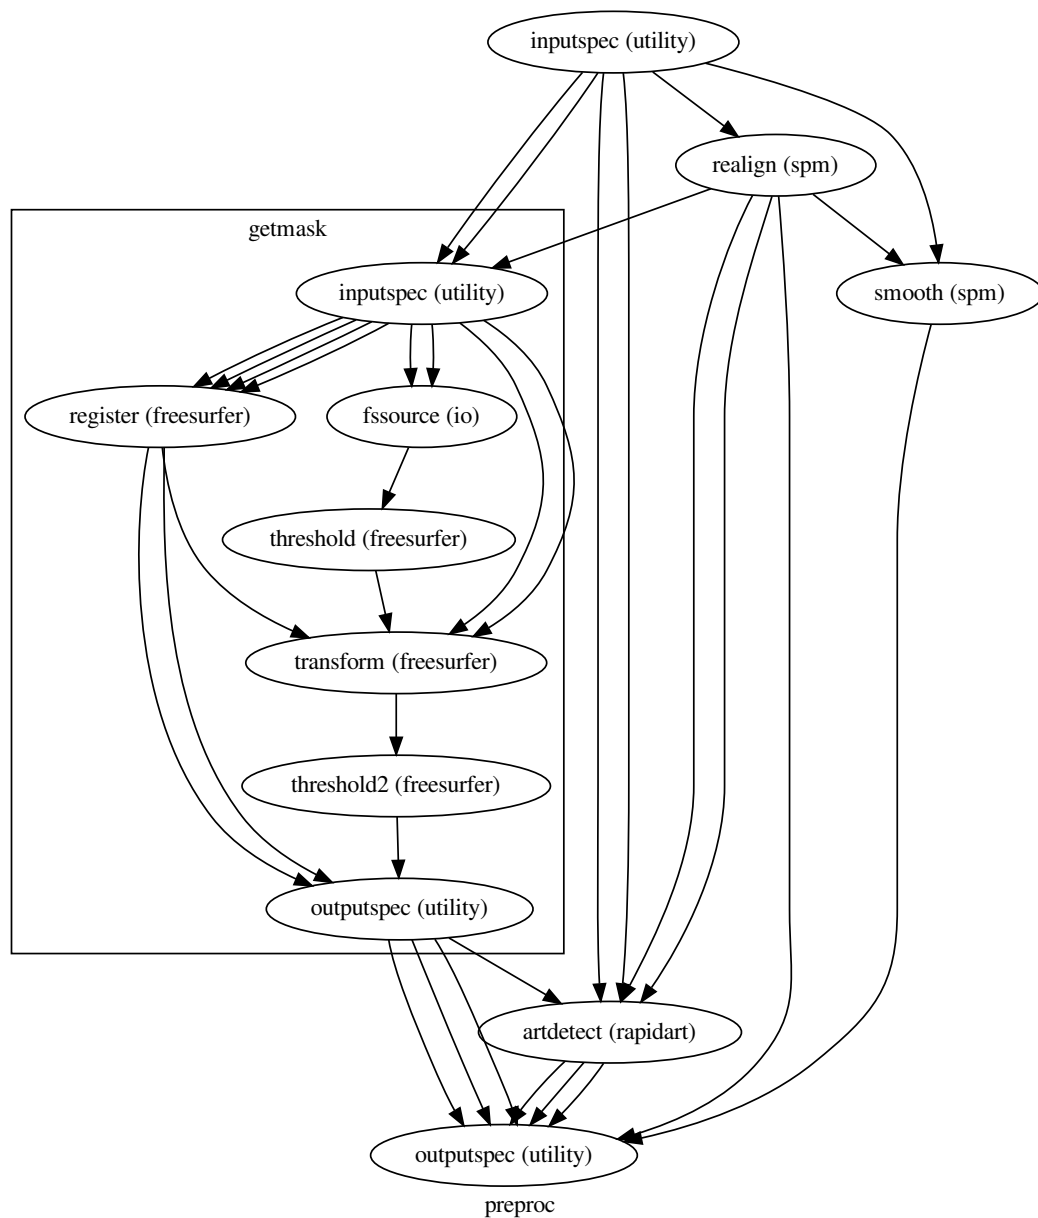 inputspec (utility)
realign (spm)
getmask
inputspec (utility)
smooth (spm)
register (freesurfer)
fssource (io)
threshold (freesurfer)
transform (freesurfer)
threshold2 (freesurfer)
outputspec (utility)
artdetect (rapidart)
outputspec (utility)
preproc